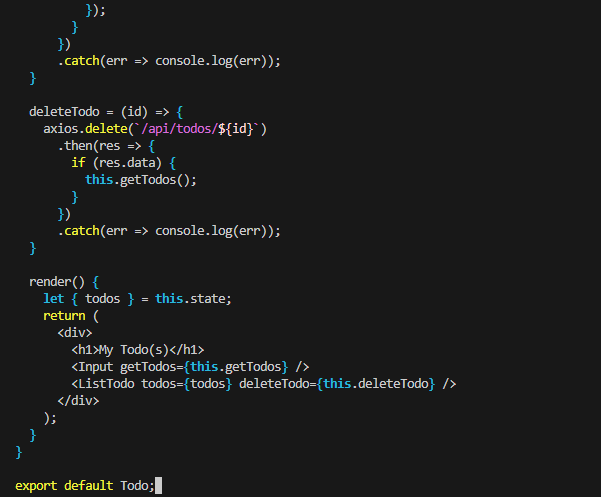 });
        }
      })
      .catch(err => console.log(err));
  }

  deleteTodo = (id) => {
    axios.delete(`/api/todos/${id}`)
      .then(res => {
        if (res.data) {
          this.getTodos();
        }
      })
      .catch(err => console.log(err));
  }

  render() {
    let { todos } = this.state;
    return (
      <div>
        <h1>My Todo(s)</h1>
        <Input getTodos={this.getTodos} />
        <ListTodo todos={todos} deleteTodo={this.deleteTodo} />
      </div>
    );
  }
}

export default Todo;